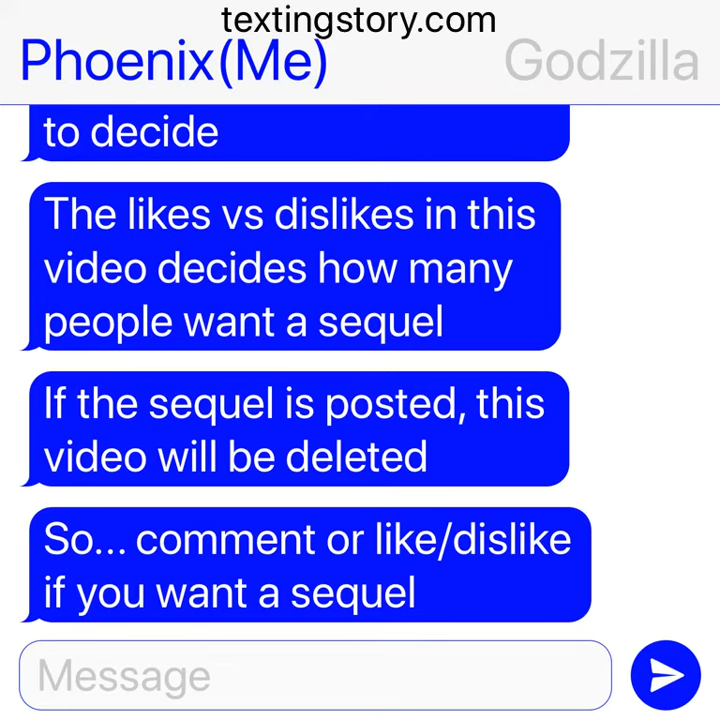 textingstory.com
Phoenix(Me)
Godzilla
to decide
The likes vs dislikes in this
video decides how many
people want a sequel
If the sequel is posted, this
video will be deleted
So... comment or like/dislike
if you want a sequel
Message